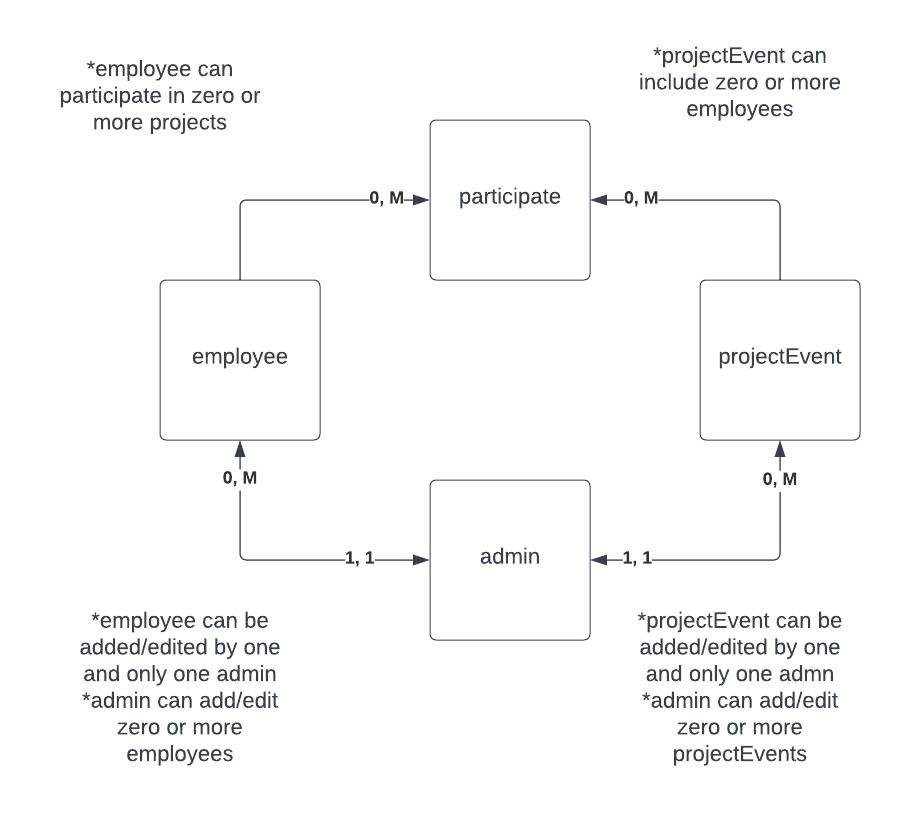 *employee can
participate in zero or
more projects
*projectEvent can
include zero or more
employees
participate
0, M
0, M
employee
projectEvent
0, M
0, M
admin
1, 1
1, 1
*employee can be
added/edited by one
and only one admin
*admin can add/edit
zero or more
employees
*projectEvent can be
added/edited by one
and only one admn
*admin can add/edit
zero or more
projectEvents